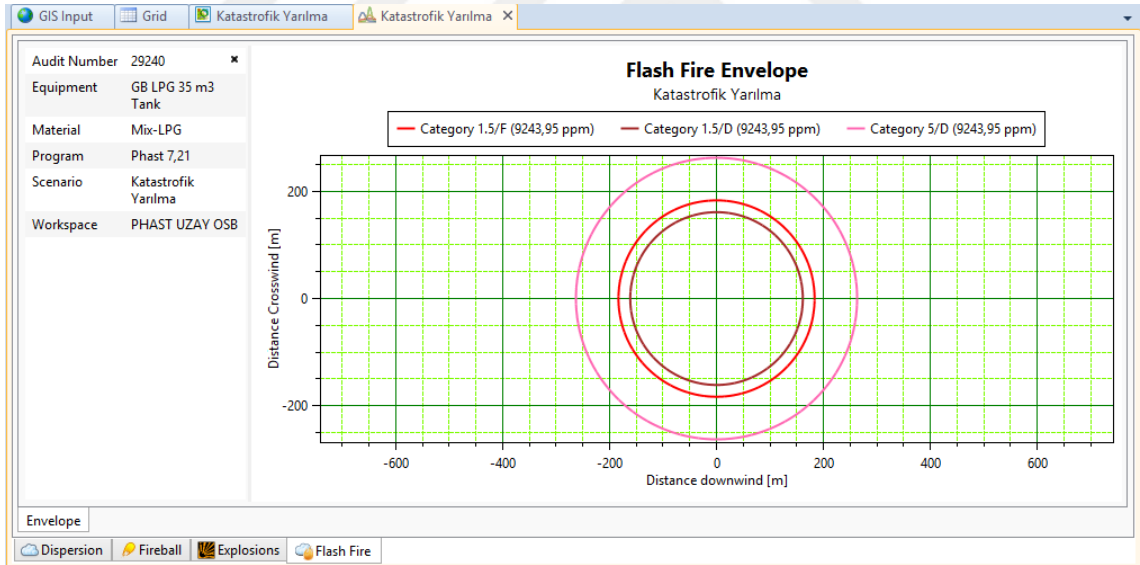 GIS Input
Grid
Katastrofik Yarılma
Katastrofik Yarılma
Audit Number 29240
Equipment GB LPG 35 m3
Tank
Material Mix-LPG
Program Phast 7,21
Scenario Katastrofik
Yarılma
Workspace PHAST UZAY OSB
Flash Fire Envelope
Katastrofik Yarılma
Category 1.5/F (9243,95 ppm)
Category 1.5/D (9243,95 ppm)
Category 5/D (9243,95 ppm)
Distance Crosswind [m]
200
0
-200
-600 -400 -200 0 200 400 600
Distance downwind [m]
Envelope
Dispersion
Fireball
Explosions
Flash Fire